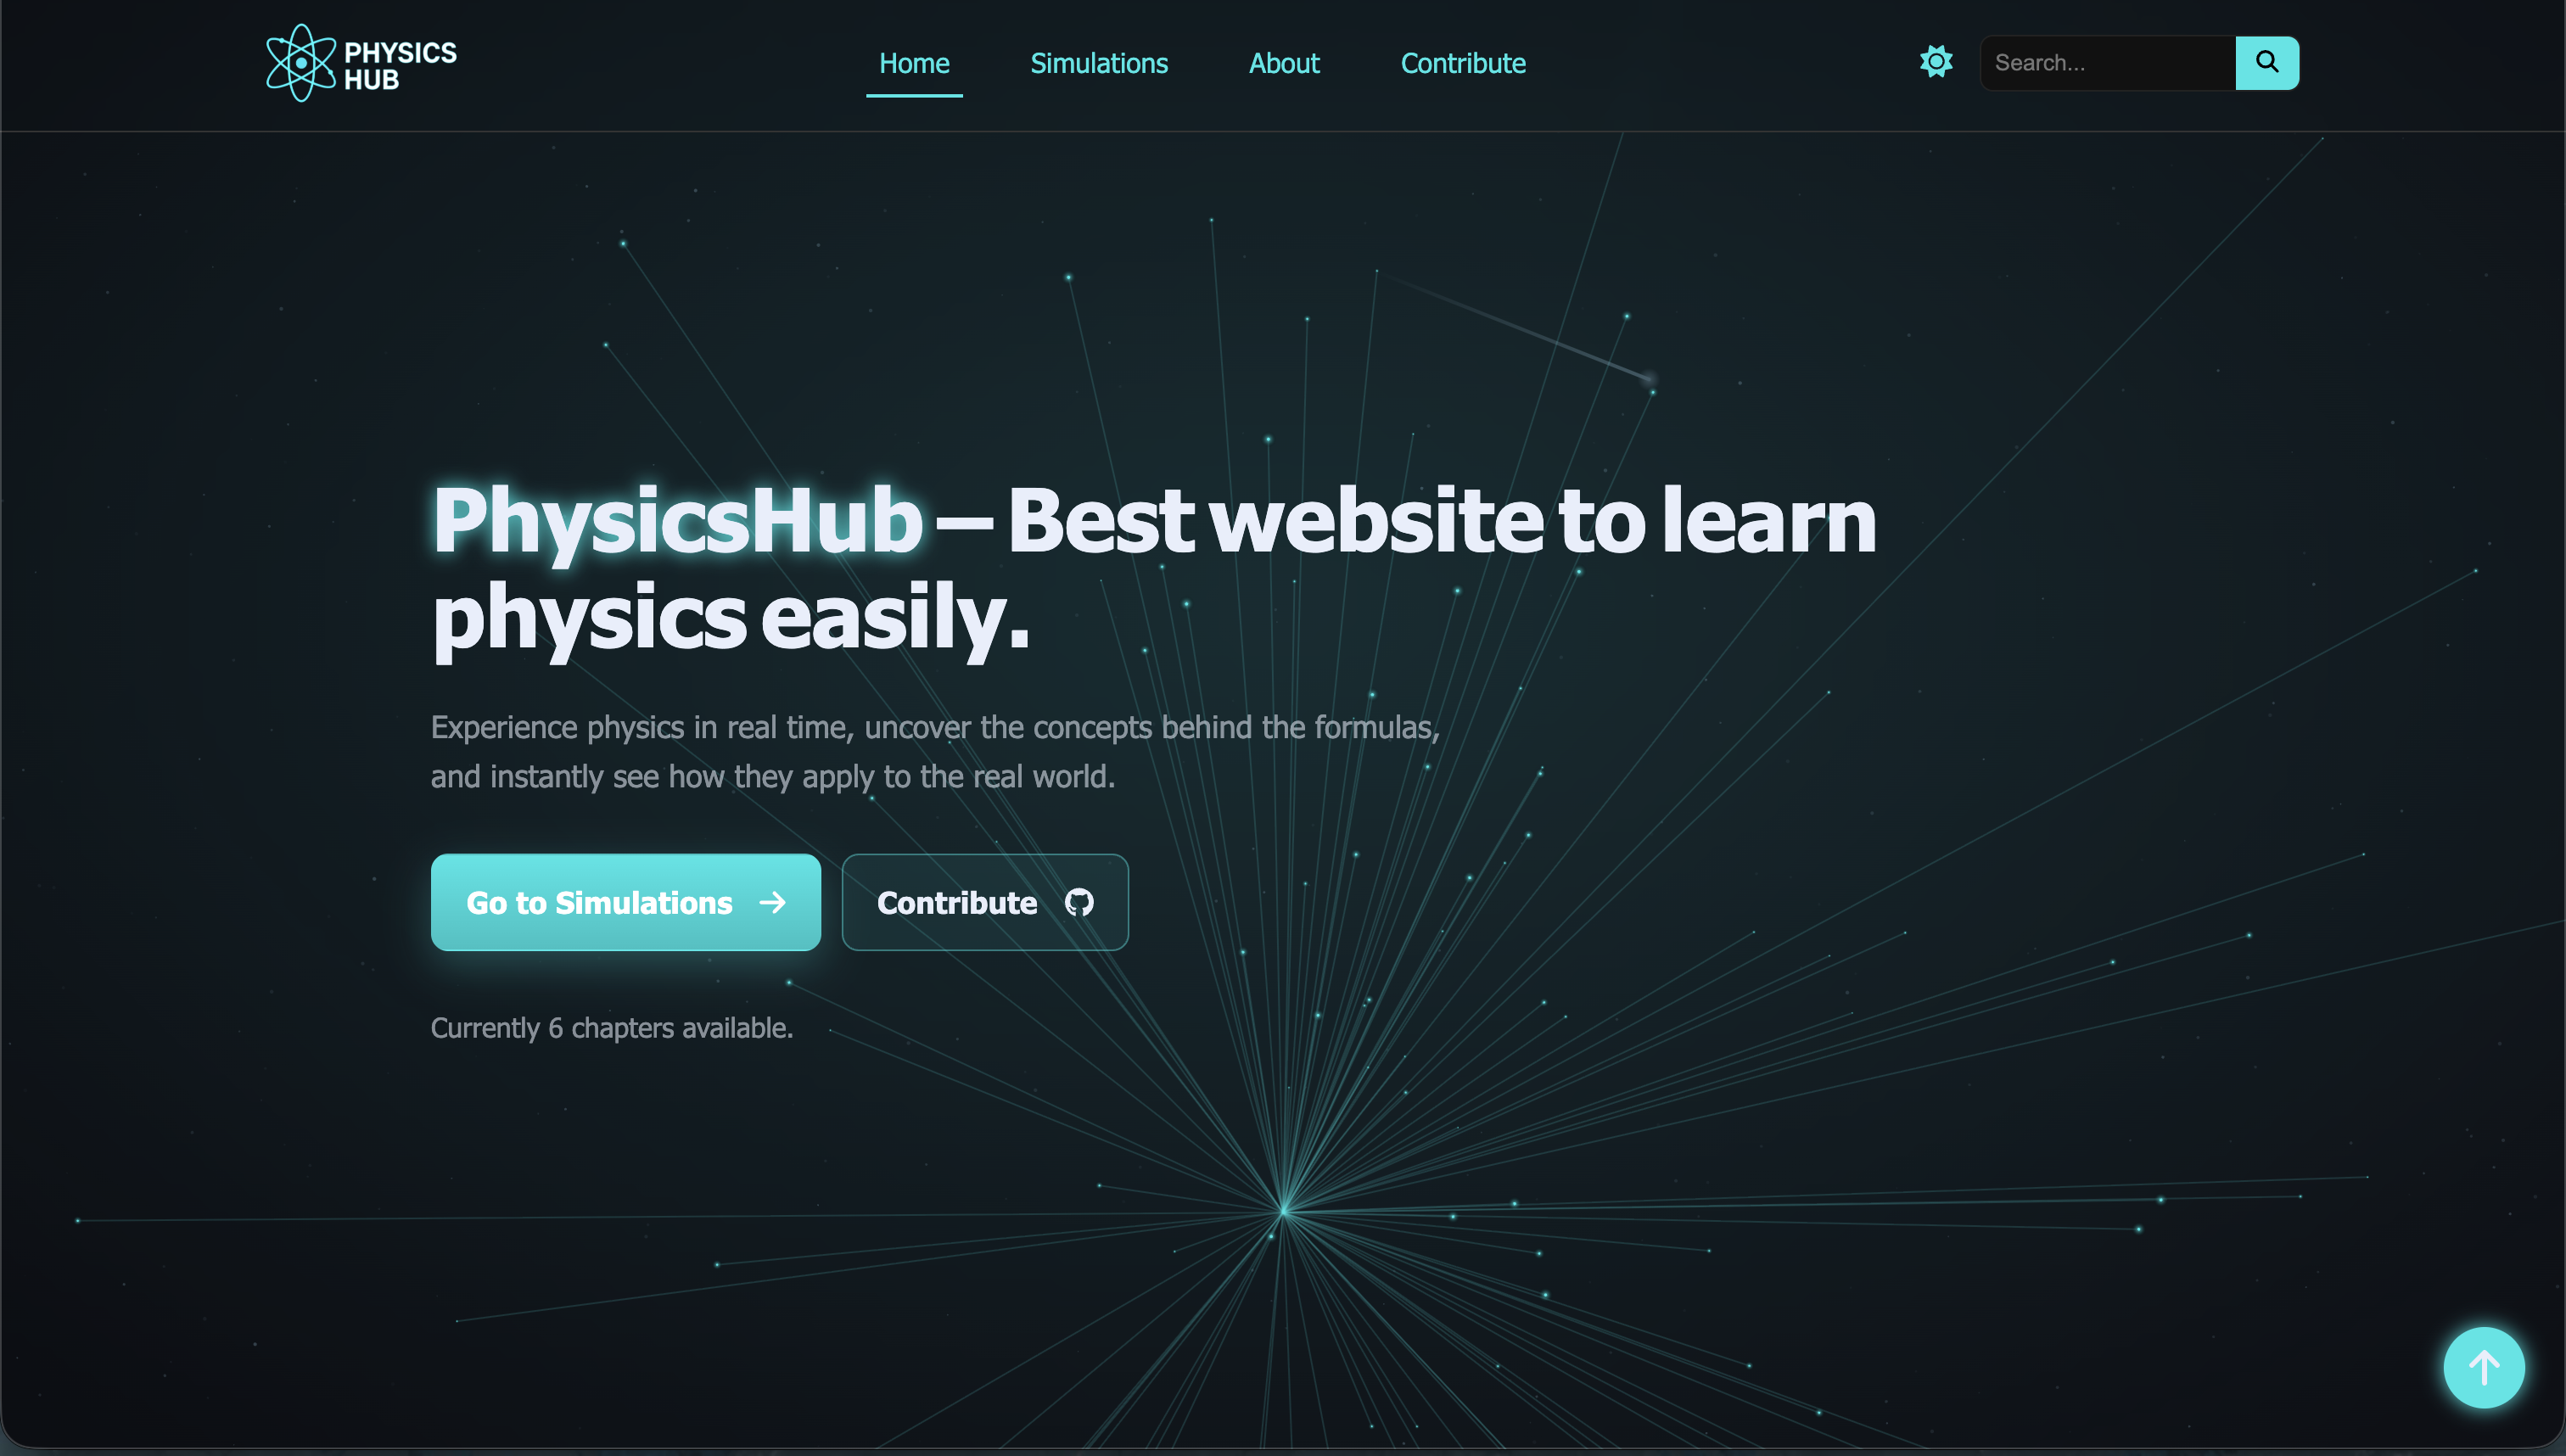 PHYSICS
HUB
Home
Simulations
About
Contribute
Search...
PhysicsHub – Best website to learn
physics easily.
Experience physics in real time, uncover the concepts behind the formulas,
and instantly see how they apply to the real world.
Go to Simulations
Contribute
Currently 6 chapters available.